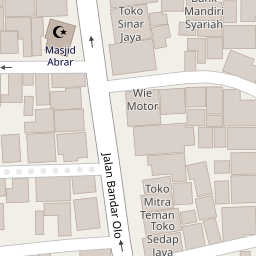 Toko
Sinar
Jaya
Bank
Mandiri
Syariah
Masjid
Abrar
Wie
Motor
Jalan Bandar Olo
Toko
Mitra
Teman
Toko
Sedap
Jaya